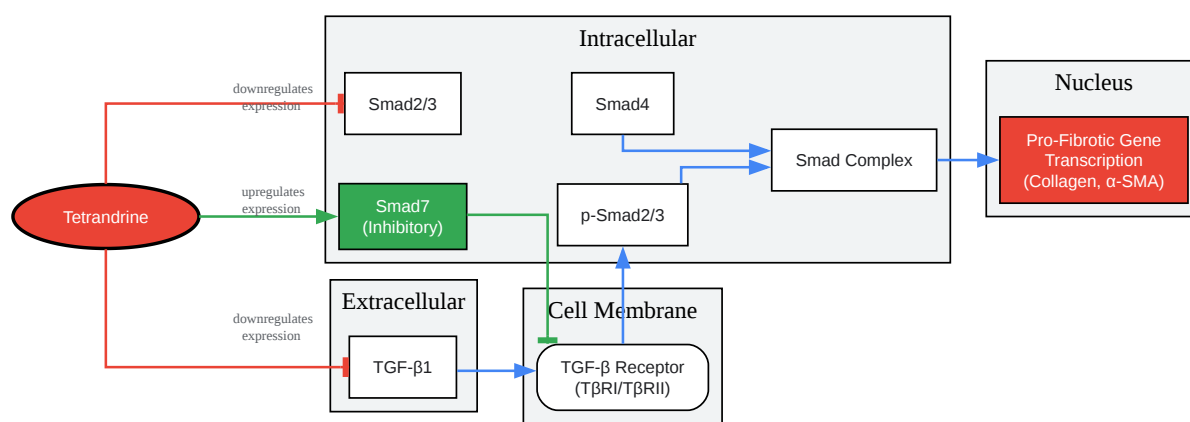 Intracellular
Nucleus
downregulates
expression
Smad2/3
Smad4
Pro-Fibrotic Gene
Transcription
(Collagen, α-SMA)
Smad Complex
Tetrandrine
upregulates
expression
Smad7
(Inhibitory)
p-Smad2/3
Extracellular
Cell Membrane
downregulates
expression
TGF-β1
TGF-β Receptor
(TβRI/TβRII)